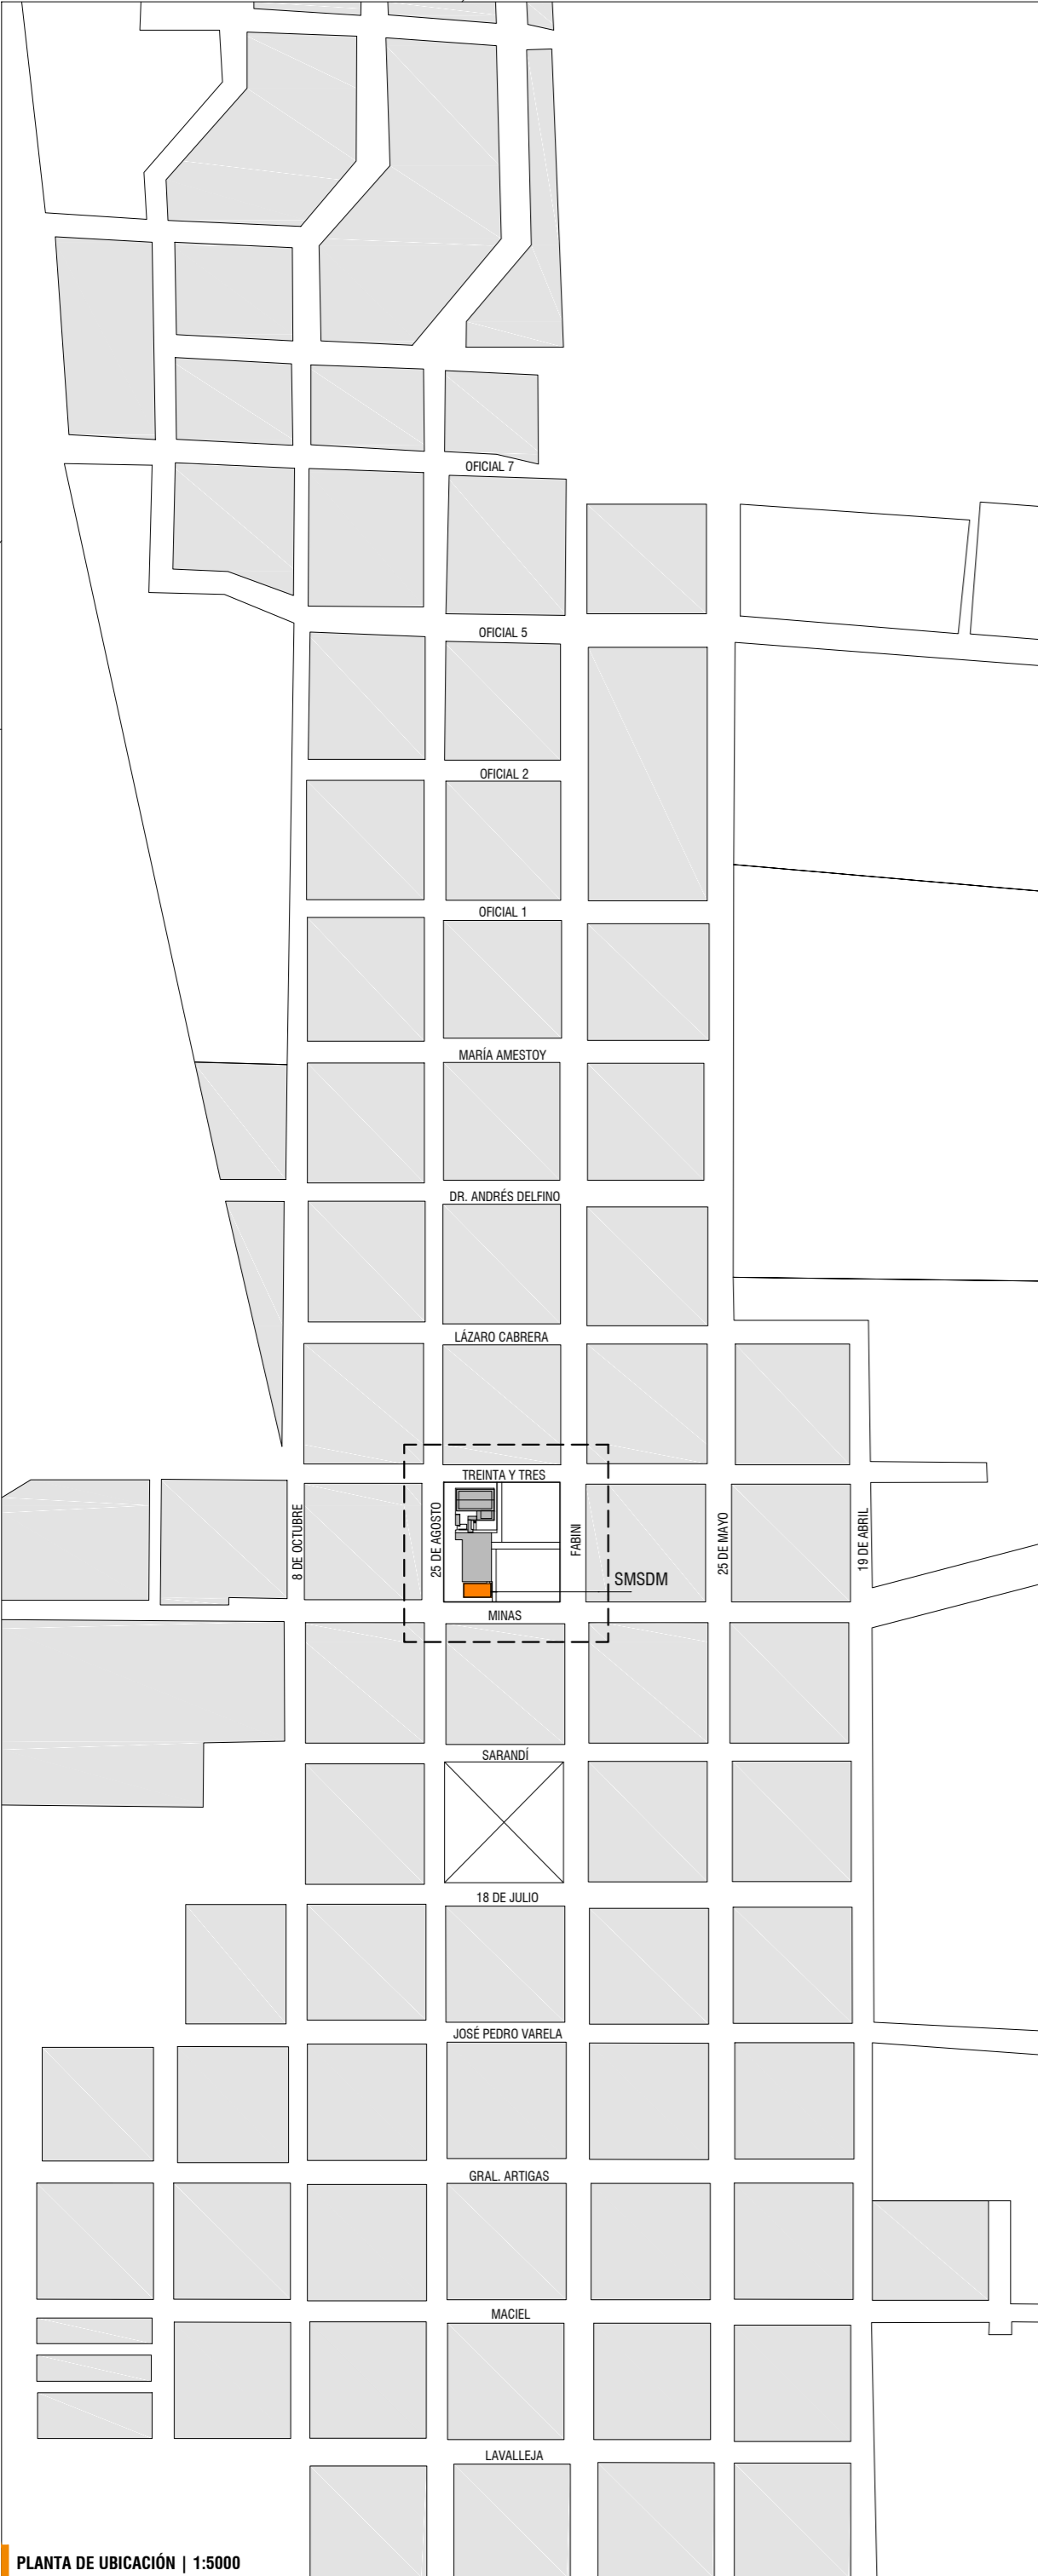 OFICIAL 7
OFICIAL 5
OFICIAL 2
OFICIAL 1
MARÍA AMESTOY
DR. ANDRÉS DELFINO
LÁZARO CABRERA
TREINTA Y TRES
8 DE OCTUBRE
25 DE AGOSTO
FABINI
25 DE MAYO
19 DE ABRIL
SMSDM
MINAS
SARANDÍ
18 DE JULIO
JOSÉ PEDRO VARELA
GRAL. ARTIGAS
MACIEL
LAVALLEJA
PLANTA DE UBICACIÓN | 1:5000